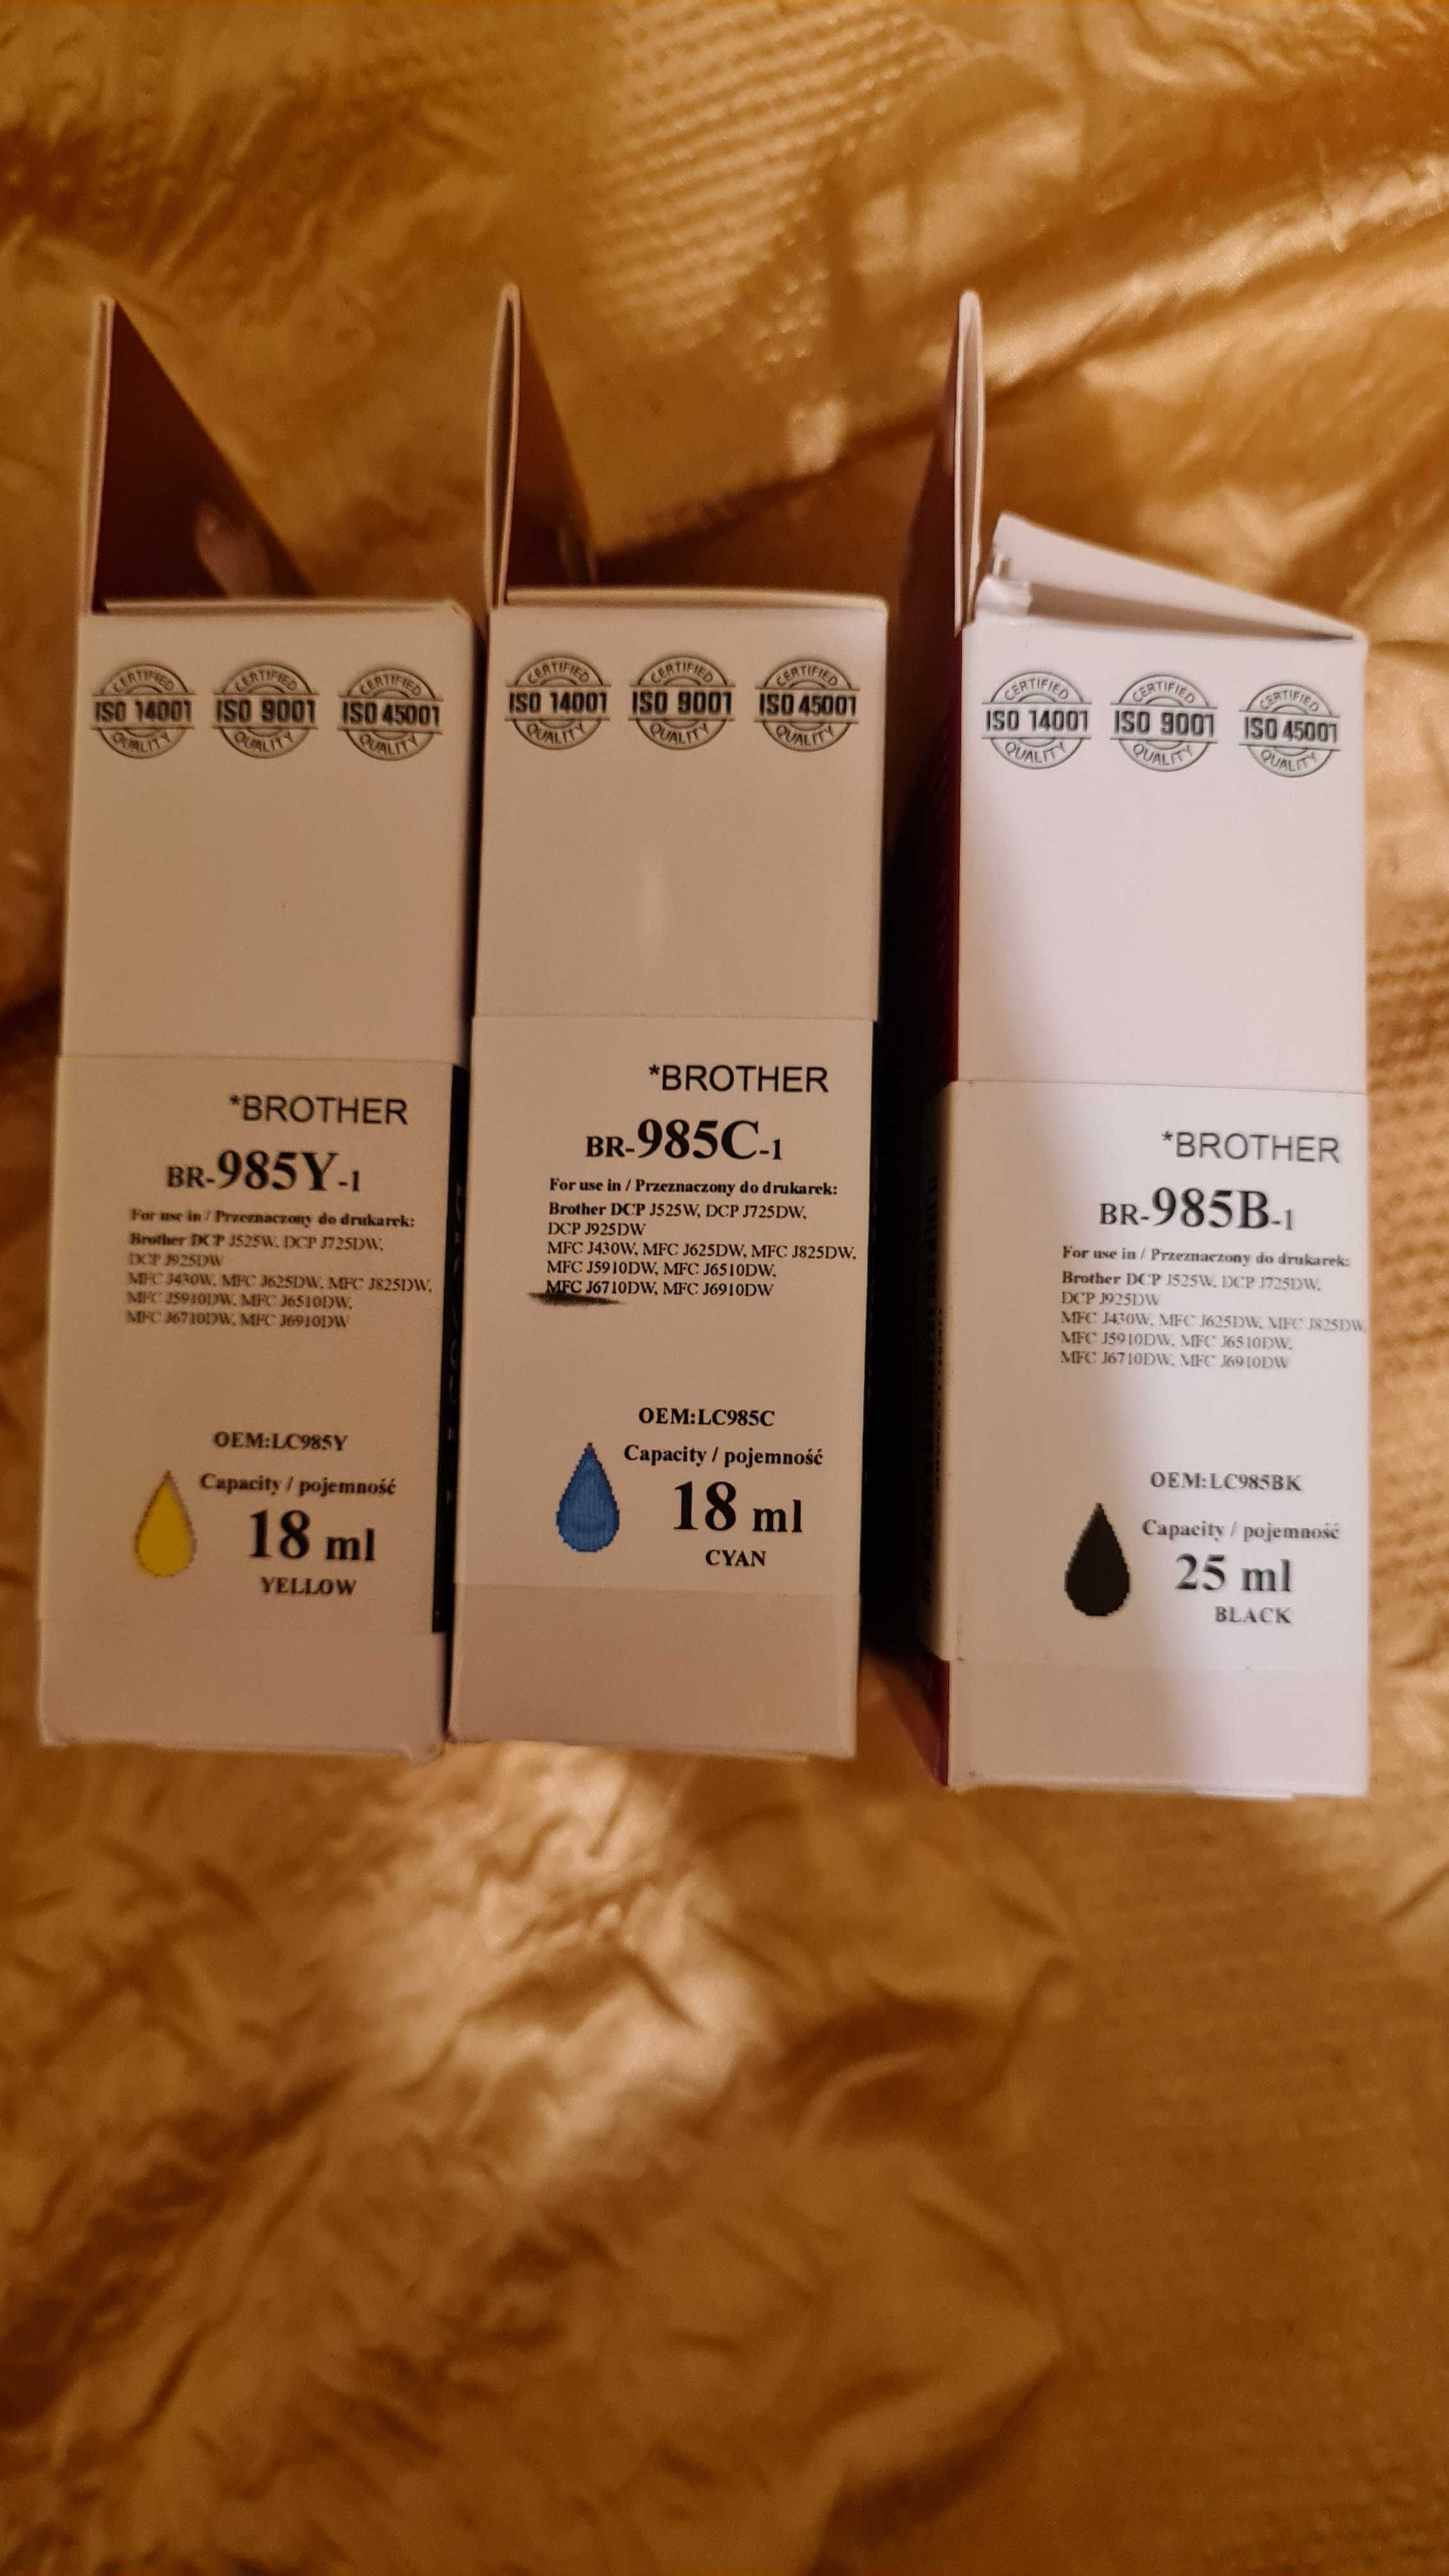 CERTIFIED
ISO 14001
QUALITY
CERTIFIED
ISO 9001
QUALITY
CERTIFIED
ISO 45001
QUALITY
*BROTHER
BR-985Y-1
For use in / Przeznaczony do drukarek:
Brother DCP J525W, DCP J725DW,
DCP J925DW
MFC J430W, MFC J625DW, MFC J825DW,
MFC J5910DW, MFC J6510DW,
MFC J6710DW, MFC J6910DW
OEM:LC985Y
Capacity / pojemność
18 ml
YELLOW
CERTIFIED
ISO 14001
QUALITY
CERTIFIED
ISO 9001
QUALITY
CERTIFIED
ISO 45001
QUALITY
*BROTHER
BR-985C-1
For use in / Przeznaczony do drukarek:
Brother DCP J525W, DCP J725DW,
DCP J925DW
MFC J430W, MFC J625DW, MFC J825DW,
MFC J5910DW, MFC J6510DW,
MFC J6710DW, MFC J6910DW
OEM:LC985C
Capacity / pojemność
18 ml
CYAN
CERTIFIED
ISO 14001
QUALITY
CERTIFIED
ISO 9001
QUALITY
CERTIFIED
ISO 45001
QUALITY
*BROTHER
BR-985B-1
For use in / Przeznaczony do drukarek:
Brother DCP J525W, DCP J725DW,
DCP J925DW
MFC J430W, MFC J625DW, MFC J825DW,
MFC J5910DW, MFC J6510DW,
MFC J6710DW, MFC J6910DW
OEM:LC985BK
Capacity / pojemność
25 ml
BLACK